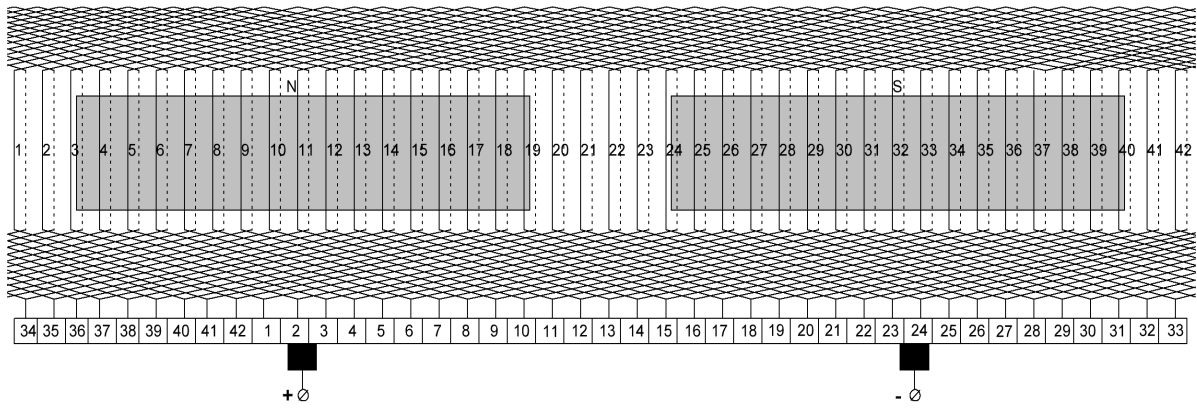 N S
1 2 3 4 5 6 7 8 9 10 11 12 13 14 15 16 17 18 19 20 21 22 23 24 25 26 27 28 29 30 31 32 33 34 35 36 37 38 39 40 41 42
34 35 36 37 38 39 40 41 42 1 2 3 4 5 6 7 8 9 10 11 12 13 14 15 16 17 18 19 20 21 22 23 24 25 26 27 28 29 30 31 32 33
+ ∅ - ∅